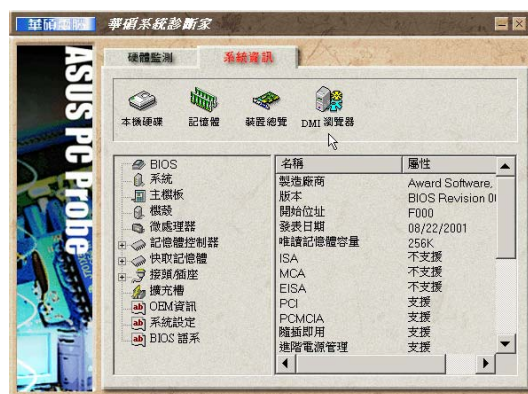 華碩系統診斷家
ASUS PC Probe
硬體監測
系統資訊
本機硬碟
記憶體
裝置總覽
DMI 瀏覽器
BIOS
系統
主機板
機殼
微處理器
記憶體控制器
快取記憶體
接頭/插座
擴充槽
OEM資訊
系統設定
BIOS 語系
名稱 屬性
製造廠商 Award Software,
版本 BIOS Revision
開始位址 F000
發表日期 08/22/2001
唯讀記憶體容量 256K
ISA 不支援
MCA 不支援
EISA 不支援
PCI 支援
PCMCIA 支援
隨插即用 支援
進階電源管理 支援